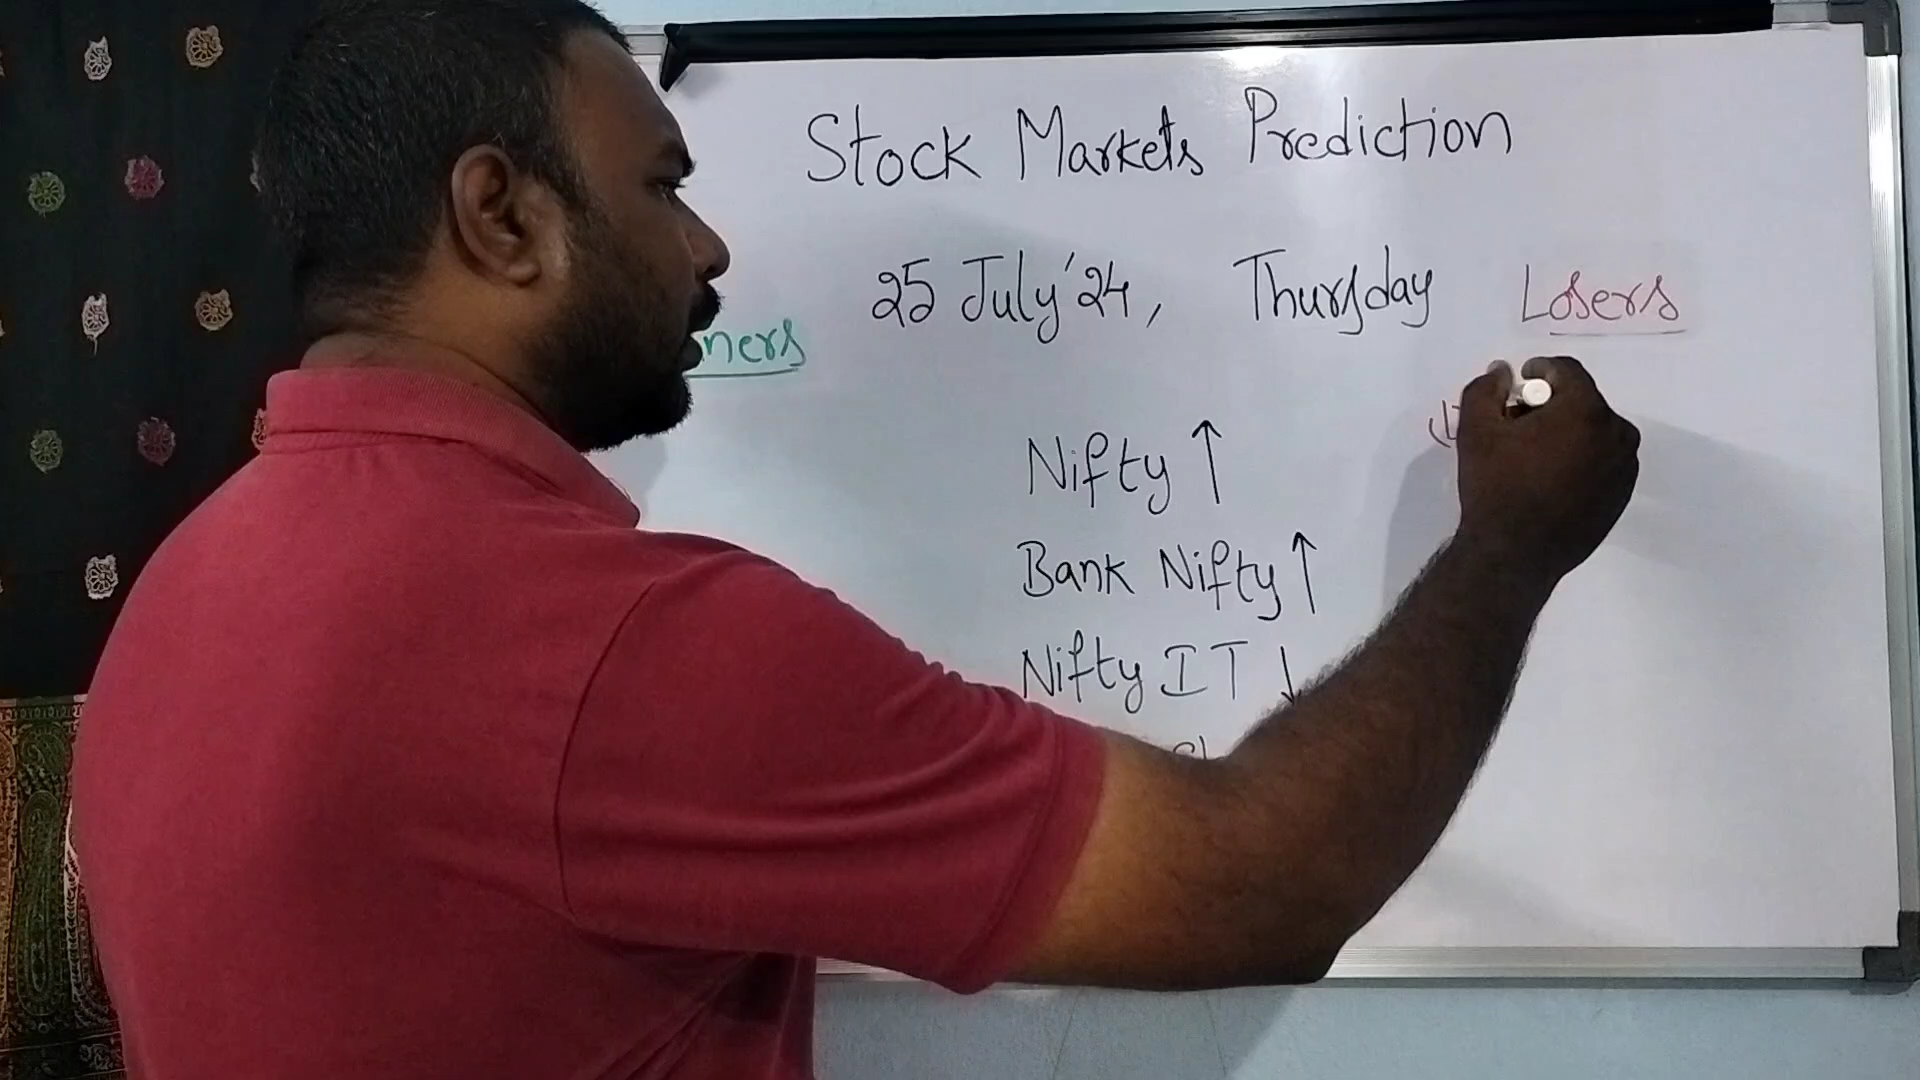 Stock Markets Prediction
25 July'24, Thursday
Losers
Nifty ↑
Bank Nifty ↑
Nifty IT ↓